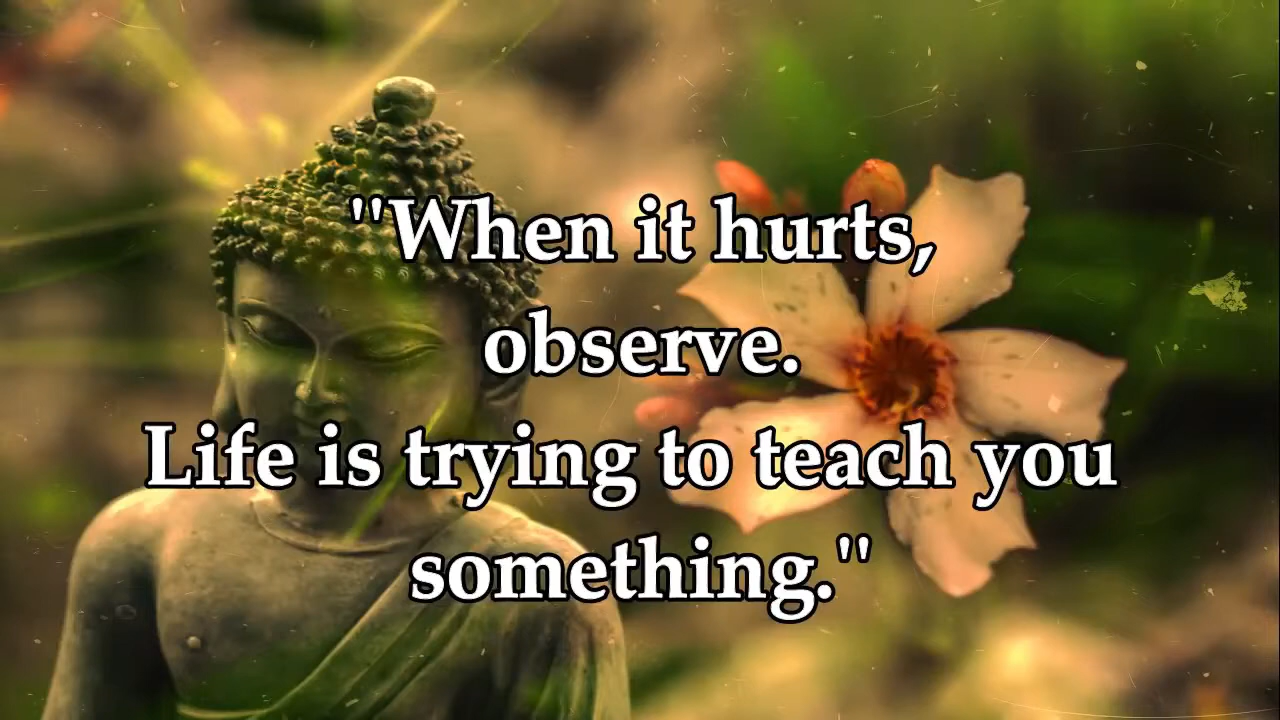 "When it hurts,
observe.
Life is trying to teach you
something."